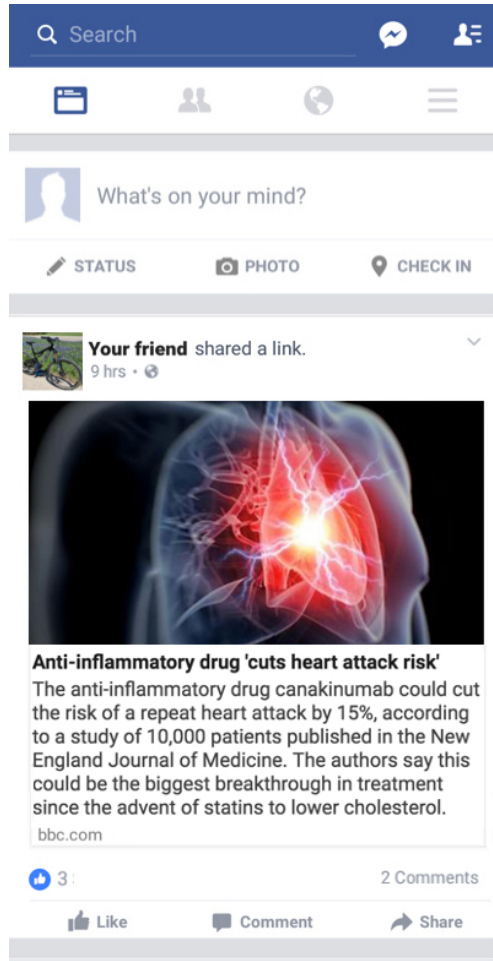 Search
What's on your mind?
STATUS PHOTO CHECK IN
Your friend shared a link.
9 hrs •
Anti-inflammatory drug 'cuts heart attack risk'
The anti-inflammatory drug canakinumab could cut
the risk of a repeat heart attack by 15%, according
to a study of 10,000 patients published in the New
England Journal of Medicine. The authors say this
could be the biggest breakthrough in treatment
since the advent of statins to lower cholesterol.
bbc.com
3 2 Comments
Like Comment Share